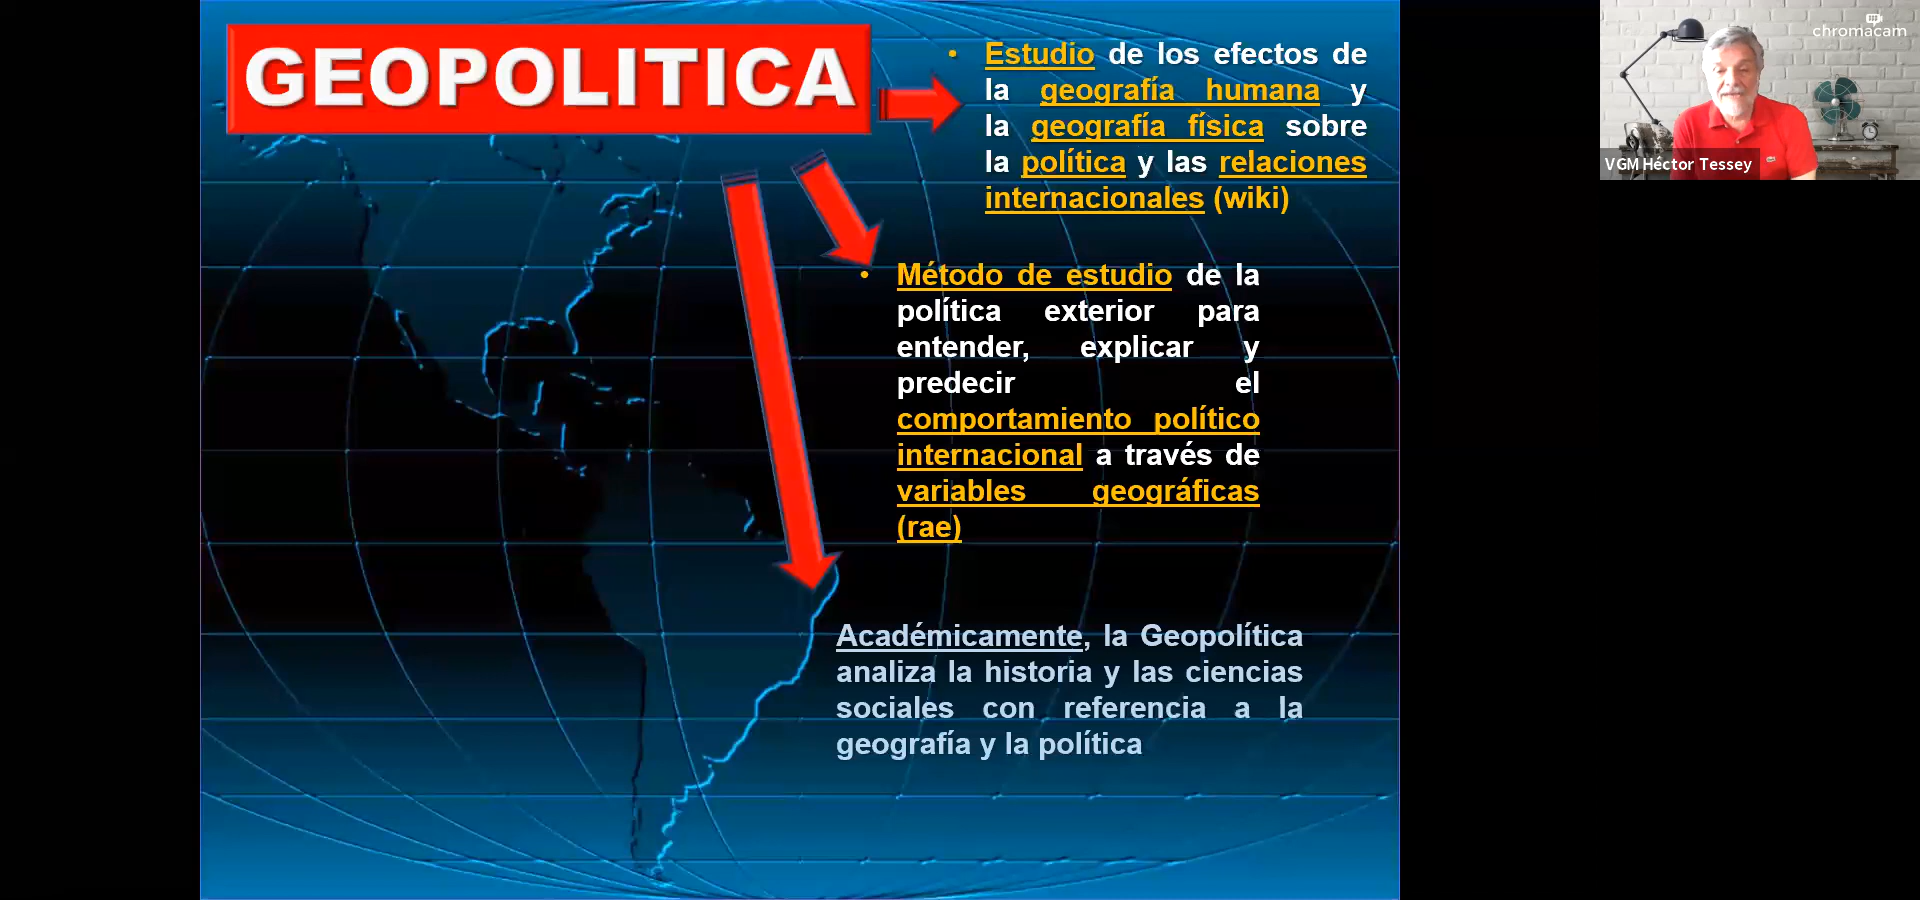 GEOPOLITICA
• Estudio de los efectos de
la geografía humana y
la geografía física sobre
la política y las relaciones
internacionales (wiki)
• Método de estudio de la
política exterior para
entender, explicar y
predecir el
comportamiento político
internacional a través de
variables geográficas
(rae)
Académicamente, la Geopolítica
analiza la historia y las ciencias
sociales con referencia a la
geografía y la política
chromacam
VGM Héctor Tessey